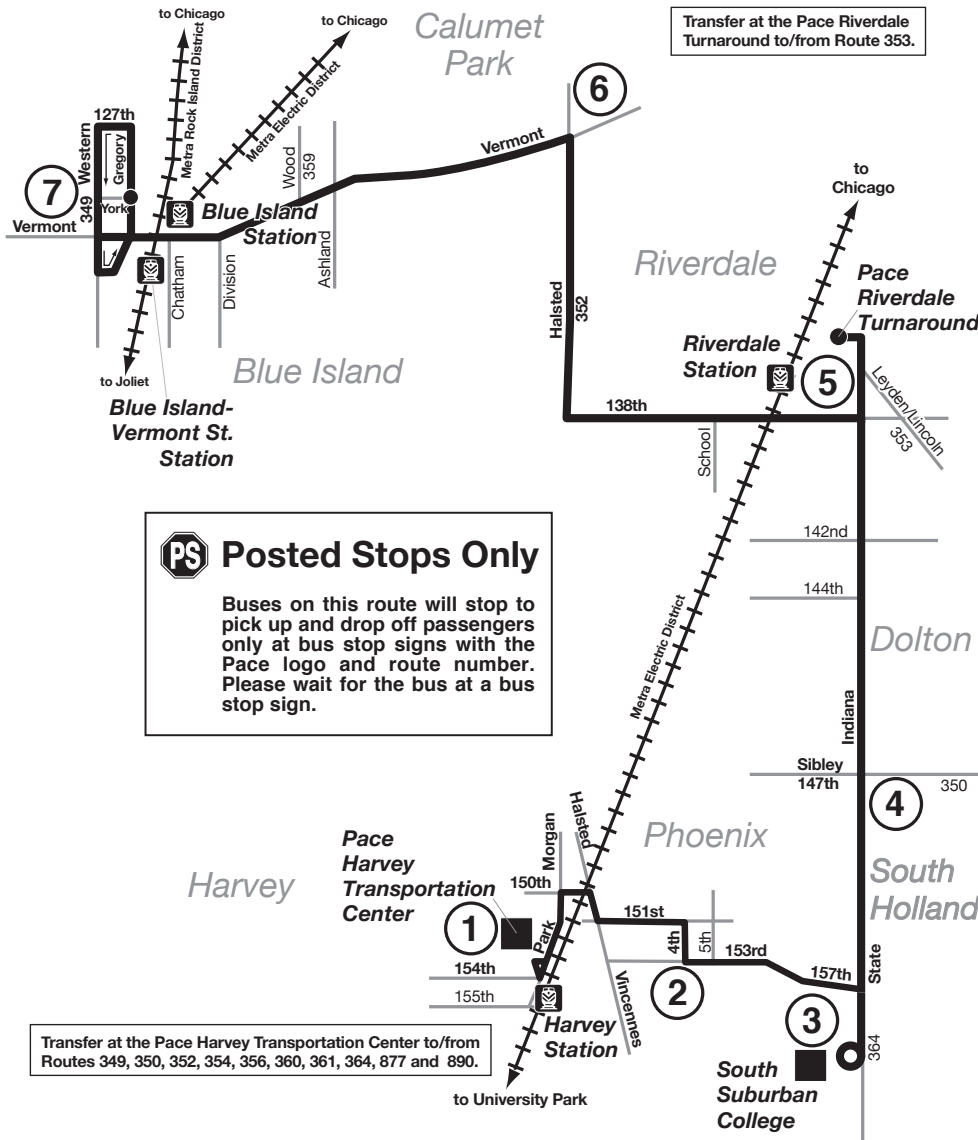 to Chicago
to Chicago
Calumet
Park
Transfer at the Pace Riverdale
Turnaround to/from Route 353.
Metra Rock Island District
Metra Electric District
6
127th
Western
Gregory
Wood
359
Vermont
7
349
York
Vermont
Blue Island
Station
to
Chicago
Chatham
Division
Ashland
Riverdale
Halsted
352
Pace
Riverdale
Turnaround
Riverdale
Station
5
Blue Island
to Joliet
Blue Island-
Vermont St.
Station
138th
School
Leyden/Lincoln
353
PS Posted Stops Only
Buses on this route will stop to
pick up and drop off passengers
only at bus stop signs with the
Pace logo and route number.
Please wait for the bus at a bus
stop sign.
142nd
144th
Dolton
Metra Electric District
Indiana
Sibley
147th
350
4
Pace
Harvey
Transportation
Center
Harvey
Morgan
Halsted
Phoenix
South
Holland
150th
1
Park
151st
4th
5th
153rd
154th
155th
Vincennes
2
157th
State
3
364
Harvey
Station
Transfer at the Pace Harvey Transportation Center to/from
Routes 349, 350, 352, 354, 356, 360, 361, 364, 877 and 890.
to University Park
South
Suburban
College